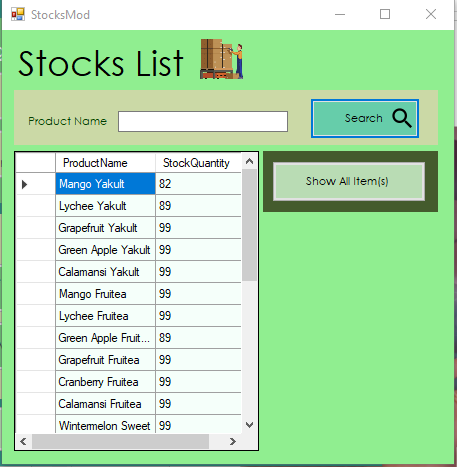 StocksMod
Stocks List
Product Name
Search
Show All Item(s)
ProductName StockQuantity
Mango Yakult 82
Lychee Yakult 89
Grapefruit Yakult 99
Green Apple Yakult 99
Calamansi Yakult 99
Mango Fruitea 99
Lychee Fruitea 99
Green Apple Fruit... 89
Grapefruit Fruitea 99
Cranberry Fruitea 99
Calamansi Fruitea 99
Wintermelon Sweet 99